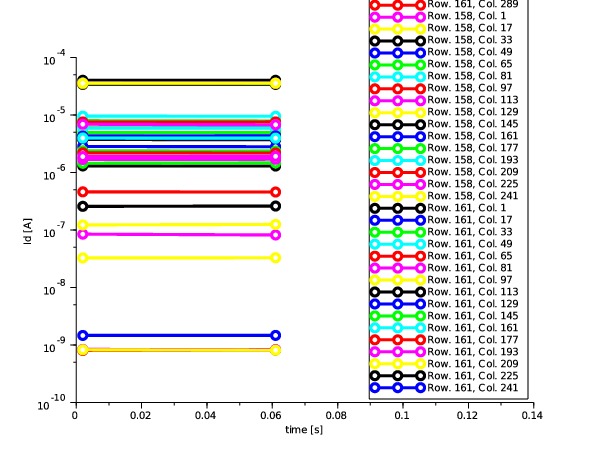 Row. 161, Col. 289
Row. 158, Col. 1
Row. 158, Col. 17
Row. 158, Col. 33
Row. 158, Col. 49
Row. 158, Col. 65
Row. 158, Col. 81
Row. 158, Col. 97
Row. 158, Col. 113
Row. 158, Col. 129
Row. 158, Col. 145
Row. 158, Col. 161
Row. 158, Col. 177
Row. 158, Col. 193
Row. 158, Col. 209
Row. 158, Col. 225
Row. 158, Col. 241
Row. 161, Col. 1
Row. 161, Col. 17
Row. 161, Col. 33
Row. 161, Col. 49
Row. 161, Col. 65
Row. 161, Col. 81
Row. 161, Col. 97
Row. 161, Col. 113
Row. 161, Col. 129
Row. 161, Col. 145
Row. 161, Col. 161
Row. 161, Col. 177
Row. 161, Col. 193
Row. 161, Col. 209
Row. 161, Col. 225
Row. 161, Col. 241
10 -4
10 -5
10 -6
10 -7
10 -8
10 -9
10 -10
Id [A]
0 0.02 0.04 0.06 0.08 0.1 0.12 0.14
time [s]